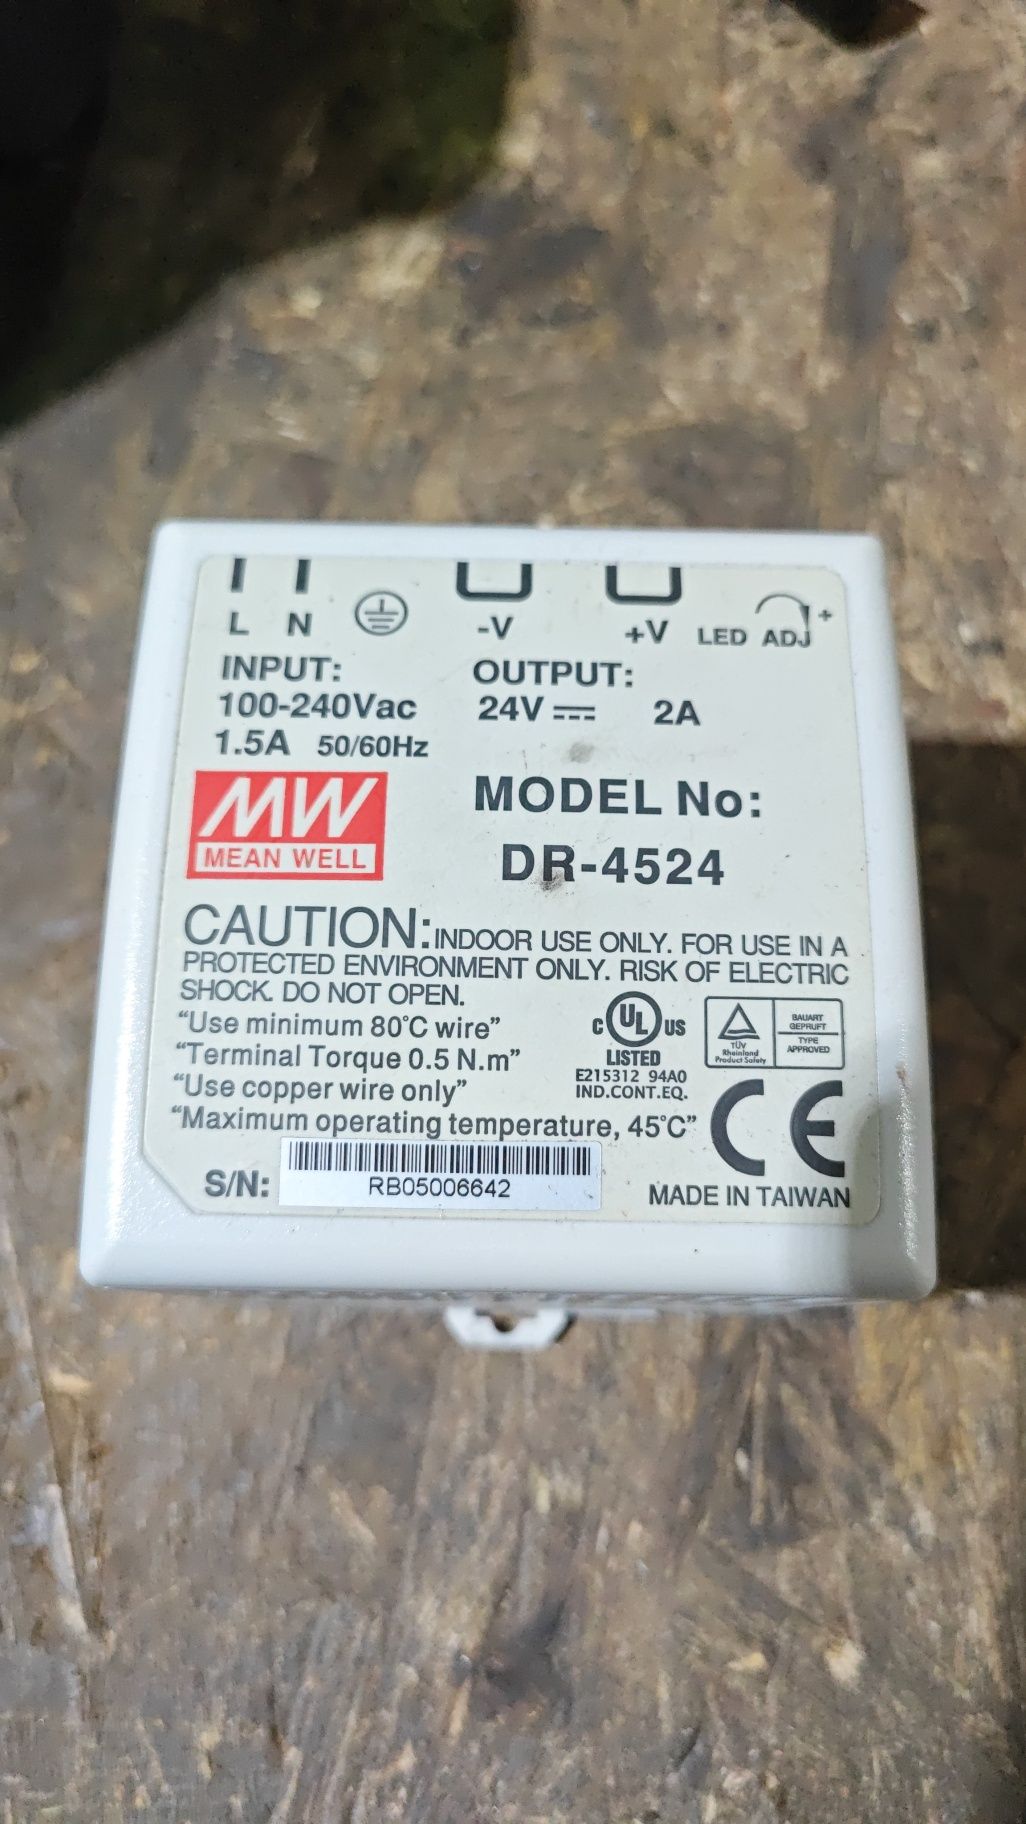 L N -V +V LED ADJ +
INPUT: OUTPUT:
100-240Vac 24V 2A
1.5A 50/60Hz
MW
MEAN WELL
MODEL No:
DR-4524
CAUTION: INDOOR USE ONLY. FOR USE IN A
PROTECTED ENVIRONMENT ONLY. RISK OF ELECTRIC
SHOCK. DO NOT OPEN.
“Use minimum 80°C wire”
“Terminal Torque 0.5 N.m”
“Use copper wire only”
“Maximum operating temperature, 45°C”
c UL US
LISTED
E215312 94A0
IND.CONT.EQ.
TÜV
Rheinland
Product Safety
BAUART
GEPRUFT
TYPE
APPROVED
CE
S/N: RB05006642
MADE IN TAIWAN